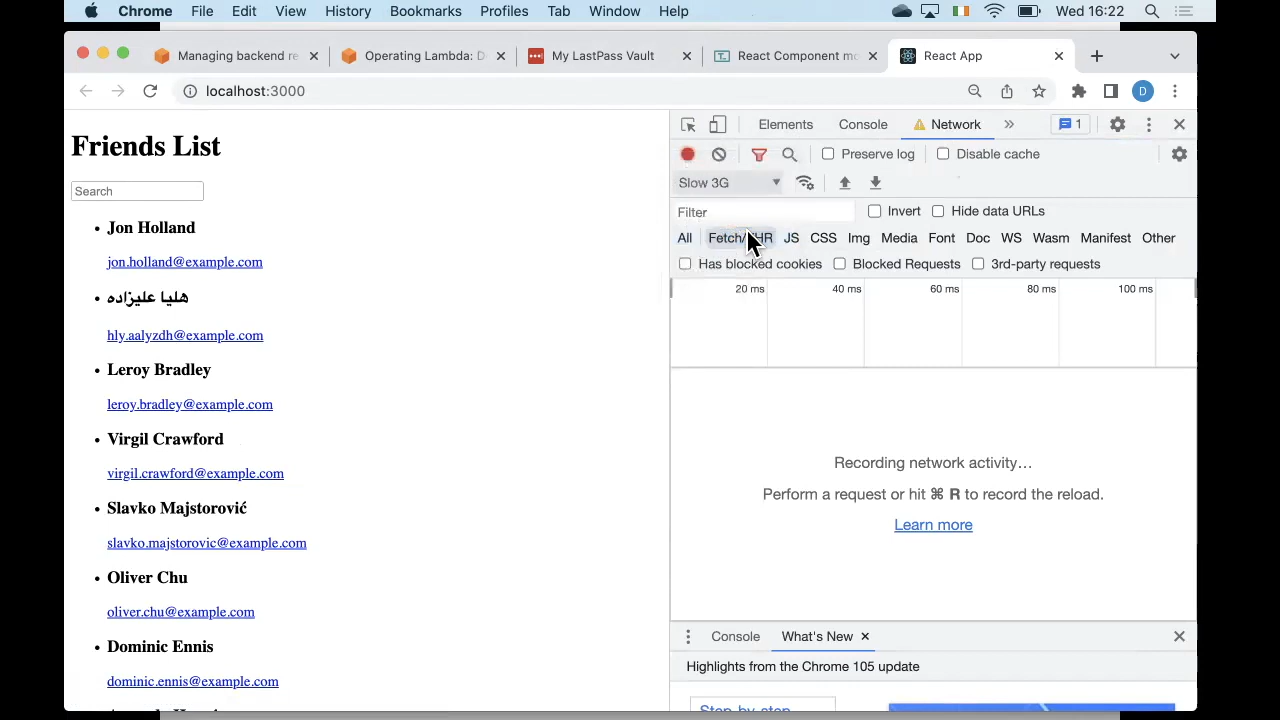 Chrome File Edit View History Bookmarks Profiles Tab Window Help Wed 16:22
Managing backend re Operating Lambda: D My LastPass Vault React Component mo React App
localhost:3000 D
Friends List
Search
Jon Holland
jon.holland@example.com
هلیا علیزاده
hly.aalyzdh@example.com
Leroy Bradley
leroy.bradley@example.com
Virgil Crawford
virgil.crawford@example.com
Slavko Majstorović
slavko.majstorovic@example.com
Oliver Chu
oliver.chu@example.com
Dominic Ennis
dominic.ennis@example.com
Elements Console Network » 1
Preserve log Disable cache
Slow 3G
Filter Invert Hide data URLs
All Fetch/XHR JS CSS Img Media Font Doc WS Wasm Manifest Other
Has blocked cookies Blocked Requests 3rd-party requests
20 ms 40 ms 60 ms 80 ms 100 ms
Recording network activity…
Perform a request or hit ⌘ R to record the reload.
Learn more
Console What's New ×
Highlights from the Chrome 105 update
Step-by-step